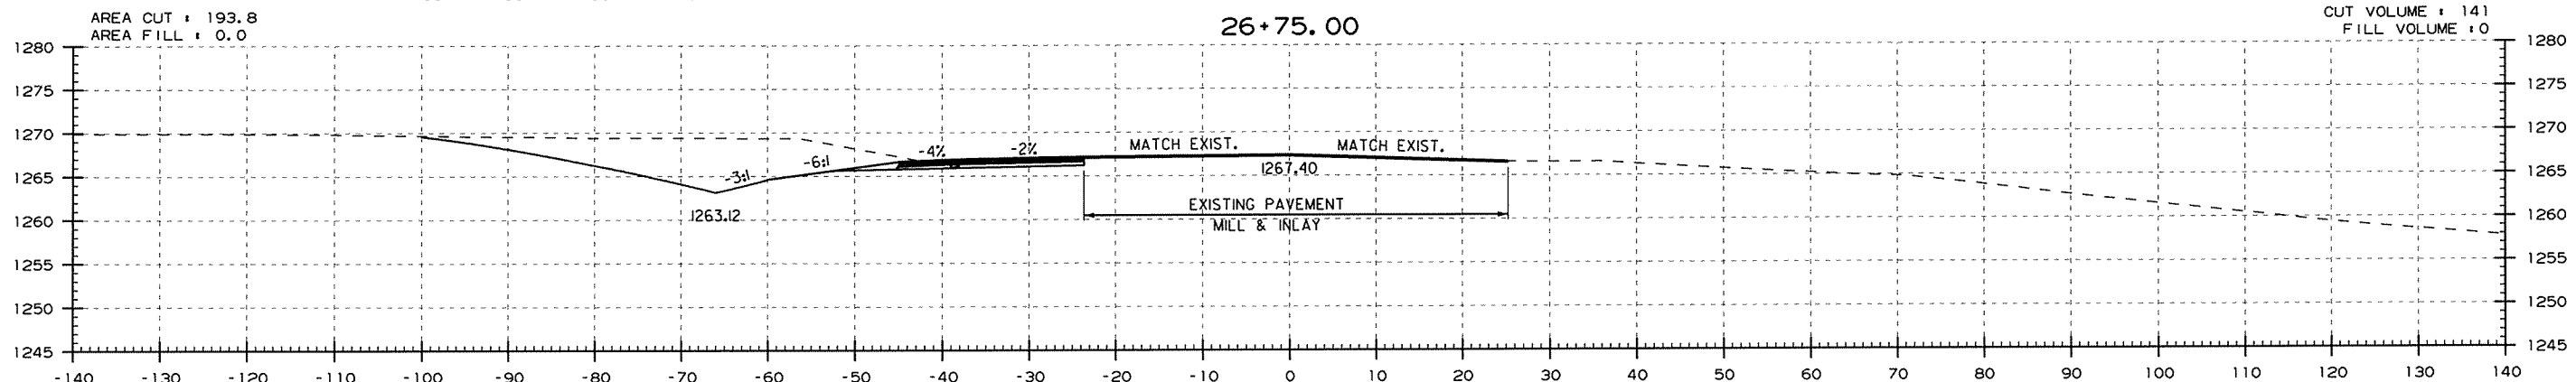 AREA CUT : 193.8
AREA FILL : 0.0
26+75.00
CUT VOLUME : 141
FILL VOLUME : 0
1280 1280
1275 1275
1270 1270
1265 1265
1260 1260
1255 1255
1250 1250
1245 1245
-3:1 -6:1 -4% -2% MATCH EXIST. MATCH EXIST.
1267.40
1263.12
EXISTING PAVEMENT
MILL & INLAY
-140 -130 -120 -110 -100 -90 -80 -70 -60 -50 -40 -30 -20 -10 0 10 20 30 40 50 60 70 80 90 100 110 120 130 140